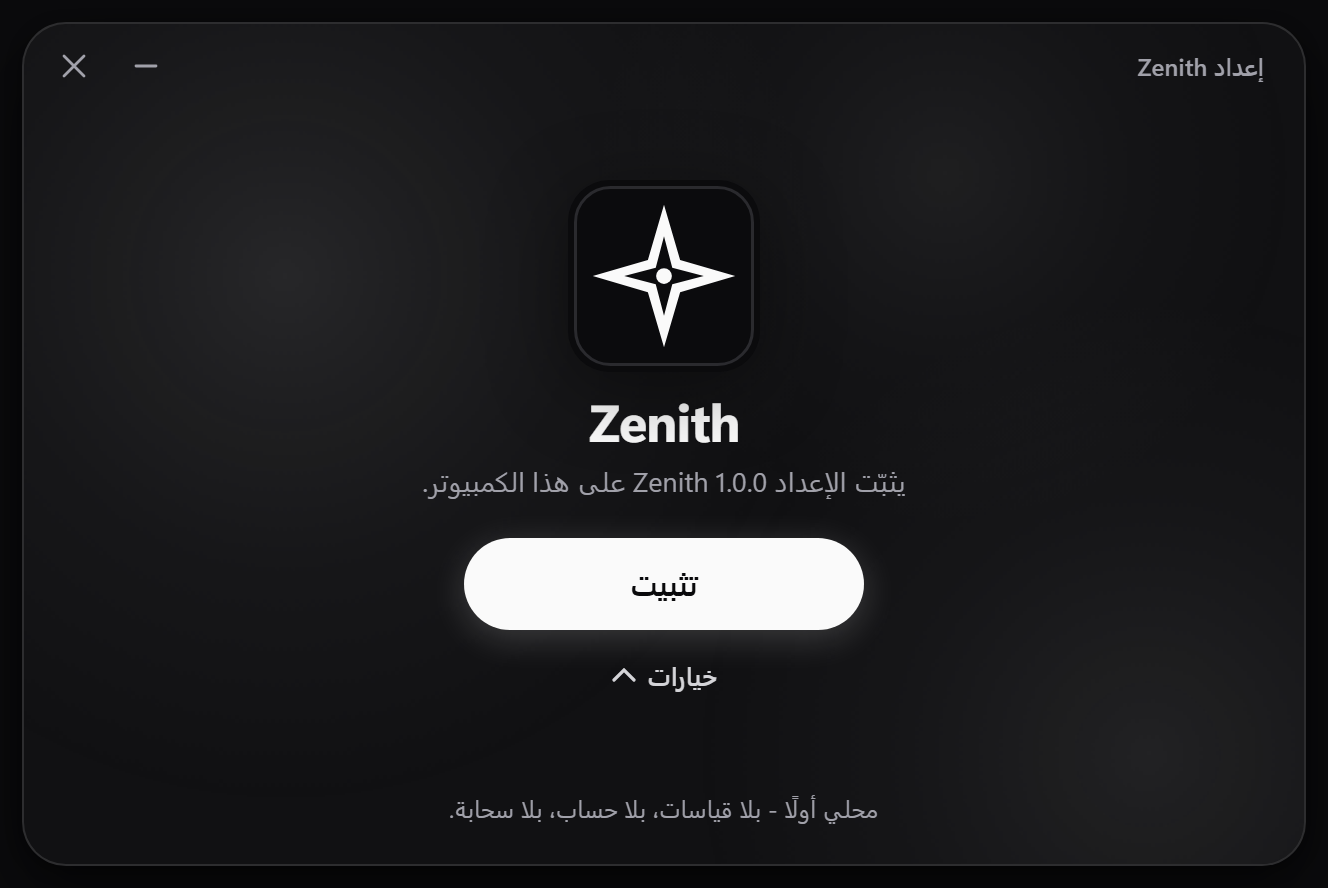 إعداد Zenith
Zenith
يثبّت الإعداد Zenith 1.0.0 على هذا الكمبيوتر.
تثبيت
خيارات
محلي أولًا - بلا قياسات، بلا حساب، بلا سحابة.